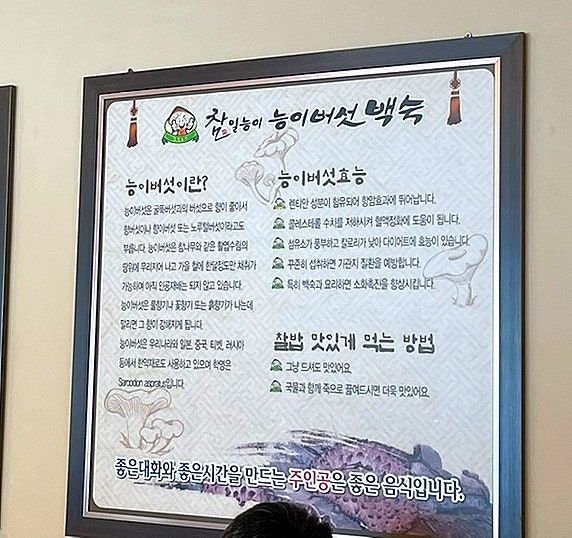 참일능이 능이버섯 백숙
능이버섯이란?
능이버섯은 굴뚝버섯과의 버섯으로 향이 좋아서
향버섯이나 향이버섯 또는 노루털버섯이라고도
부릅니다. 능이버섯은 참나무와 같은 활엽수림의
땅위에 무리지어 나고 가을 철에 한달정도만 채취가
가능하며 아직 인공재배는 되지 않고 있습니다.
능이버섯은 물향기나 꽃향기 또는 흙향기가 나는데
말리면 그 향이 강해지게 됩니다.
능이버섯은 우리나라와 일본, 중국, 티벳, 러시아
등에서 한약재로도 사용하고 있으며 학명은
Sarcodon aspratus입니다.
능이버섯효능
렌티안 성분이 함유되어 항암효과에 뛰어납니다.
콜레스테롤 수치를 저하시켜 혈액정화에 도움이 됩니다.
섬유소가 풍부하고 칼로리가 낮아 다이어트에 효능이 있습니다.
꾸준히 섭취하면 기관지 질환을 예방합니다.
특히 백숙과 요리하면 소화촉진을 향상시킵니다.
찰밥 맛있게 먹는 방법
그냥 드셔도 맛있어요.
국물과 함께 죽으로 끓여드시면 더욱 맛있어요.
좋은대화와 좋은시간을 만드는 주인공은 좋은 음식입니다.